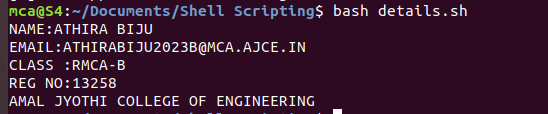 mca@S4:~/Documents/Shell Scripting$ bash details.sh
NAME:ATHIRA BIJU
EMAIL:ATHIRABIJU2023B@MCA.AJCE.IN
CLASS :RMCA-B
REG NO:13258
AMAL JYOTHI COLLEGE OF ENGINEERING